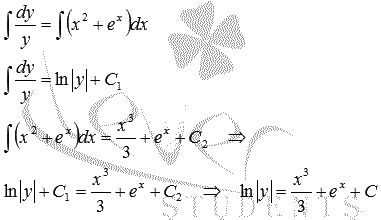 ∫ dy/y = ∫(x² + eˣ)dx
∫ dy/y = ln|y| + C₁
∫(x² + eˣ)dx = x³/3 + eˣ + C₂ ⇒
ln|y| + C₁ = x³/3 + eˣ + C₂ ⇒ ln|y| = x³/3 + eˣ + C
STUDENTS